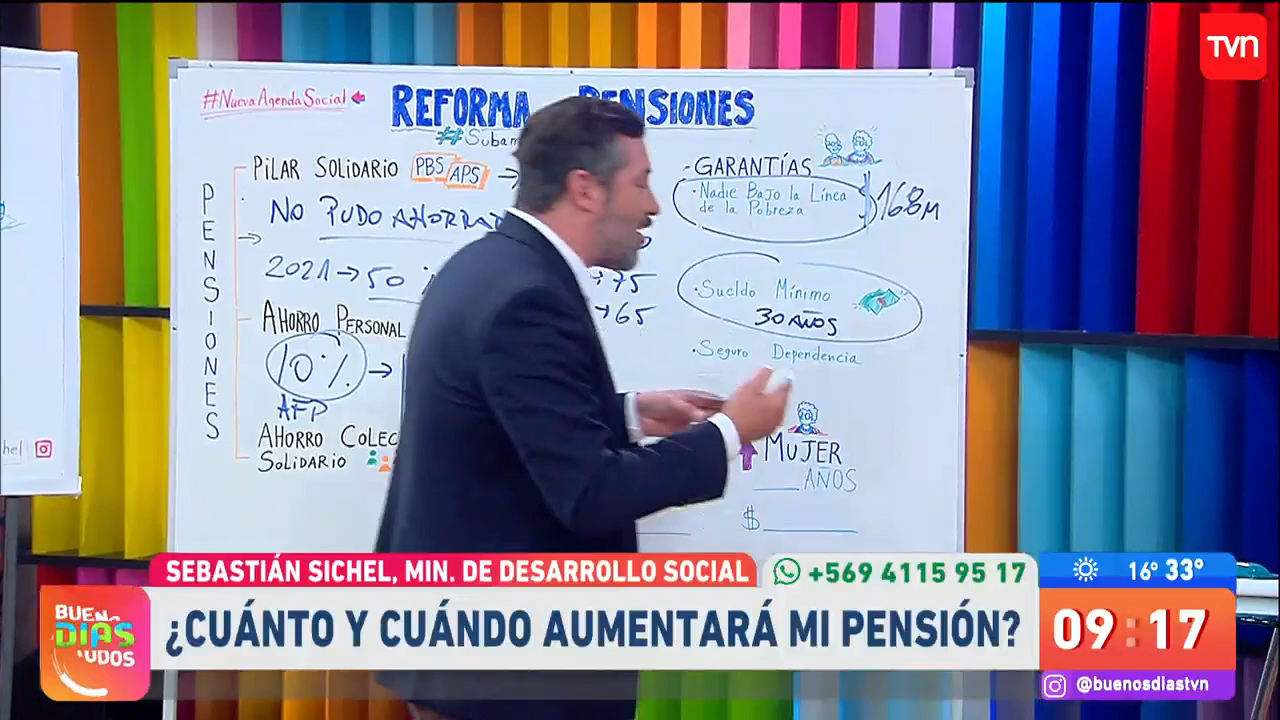 TVN
#NuevaAgendaSocial
REFORMA PENSIONES
PENSIONES
PILAR SOLIDARIO PBS APS →
NO PUDO AHORRAR
2021 → 50 %
→ 75
→ 65
AHORRO PERSONAL
10% →
AFP
AHORRO COLEC
SOLIDARIO
- GARANTÍAS
• Nadie Bajo la Línea
de la Pobreza
$168M
• Sueldo Mínimo
30 AÑOS
• Seguro Dependencia
MUJER
___ AÑOS
$ ___
hel
SEBASTIÁN SICHEL, MIN. DE DESARROLLO SOCIAL
+569 4115 95 17
16° 33°
BUENOS
DÍAS
A TODOS
¿CUÁNTO Y CUÁNDO AUMENTARÁ MI PENSIÓN?
09:17
@buenosdiastvn